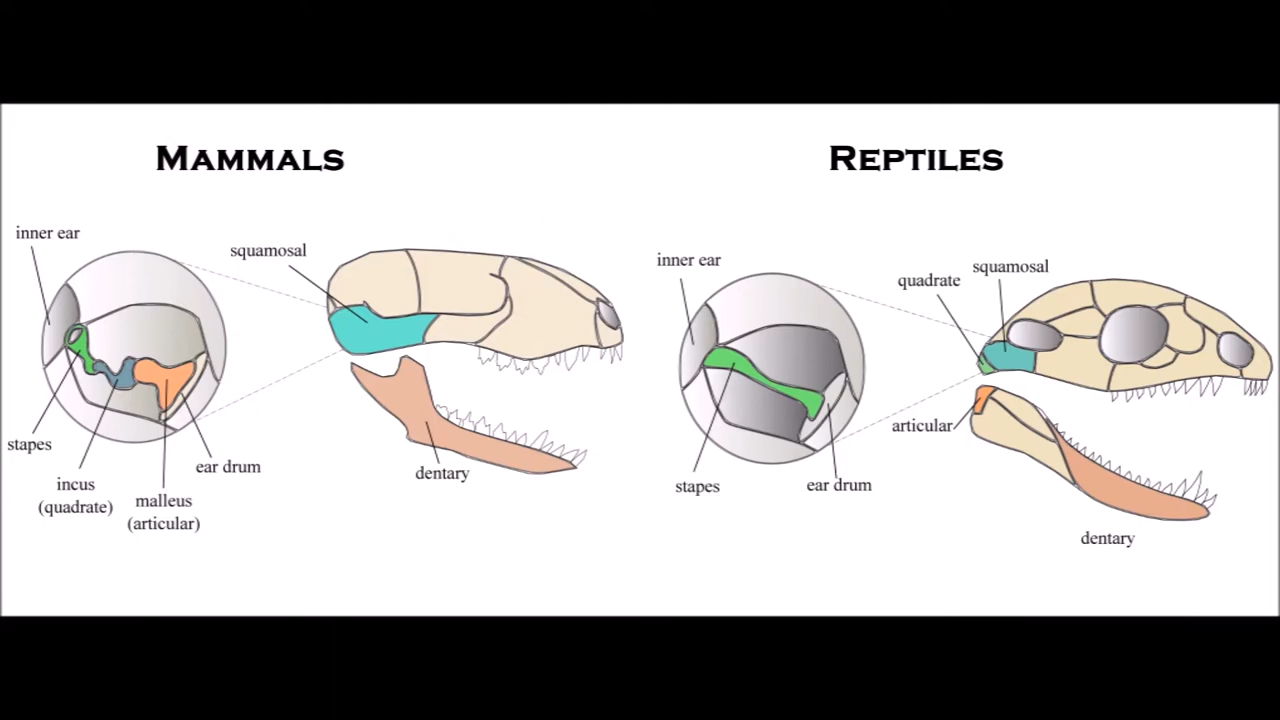 MAMMALS
REPTILES
inner ear
squamosal
stapes
incus
(quadrate)
malleus
(articular)
ear drum
dentary
inner ear
quadrate
squamosal
articular
stapes
ear drum
dentary